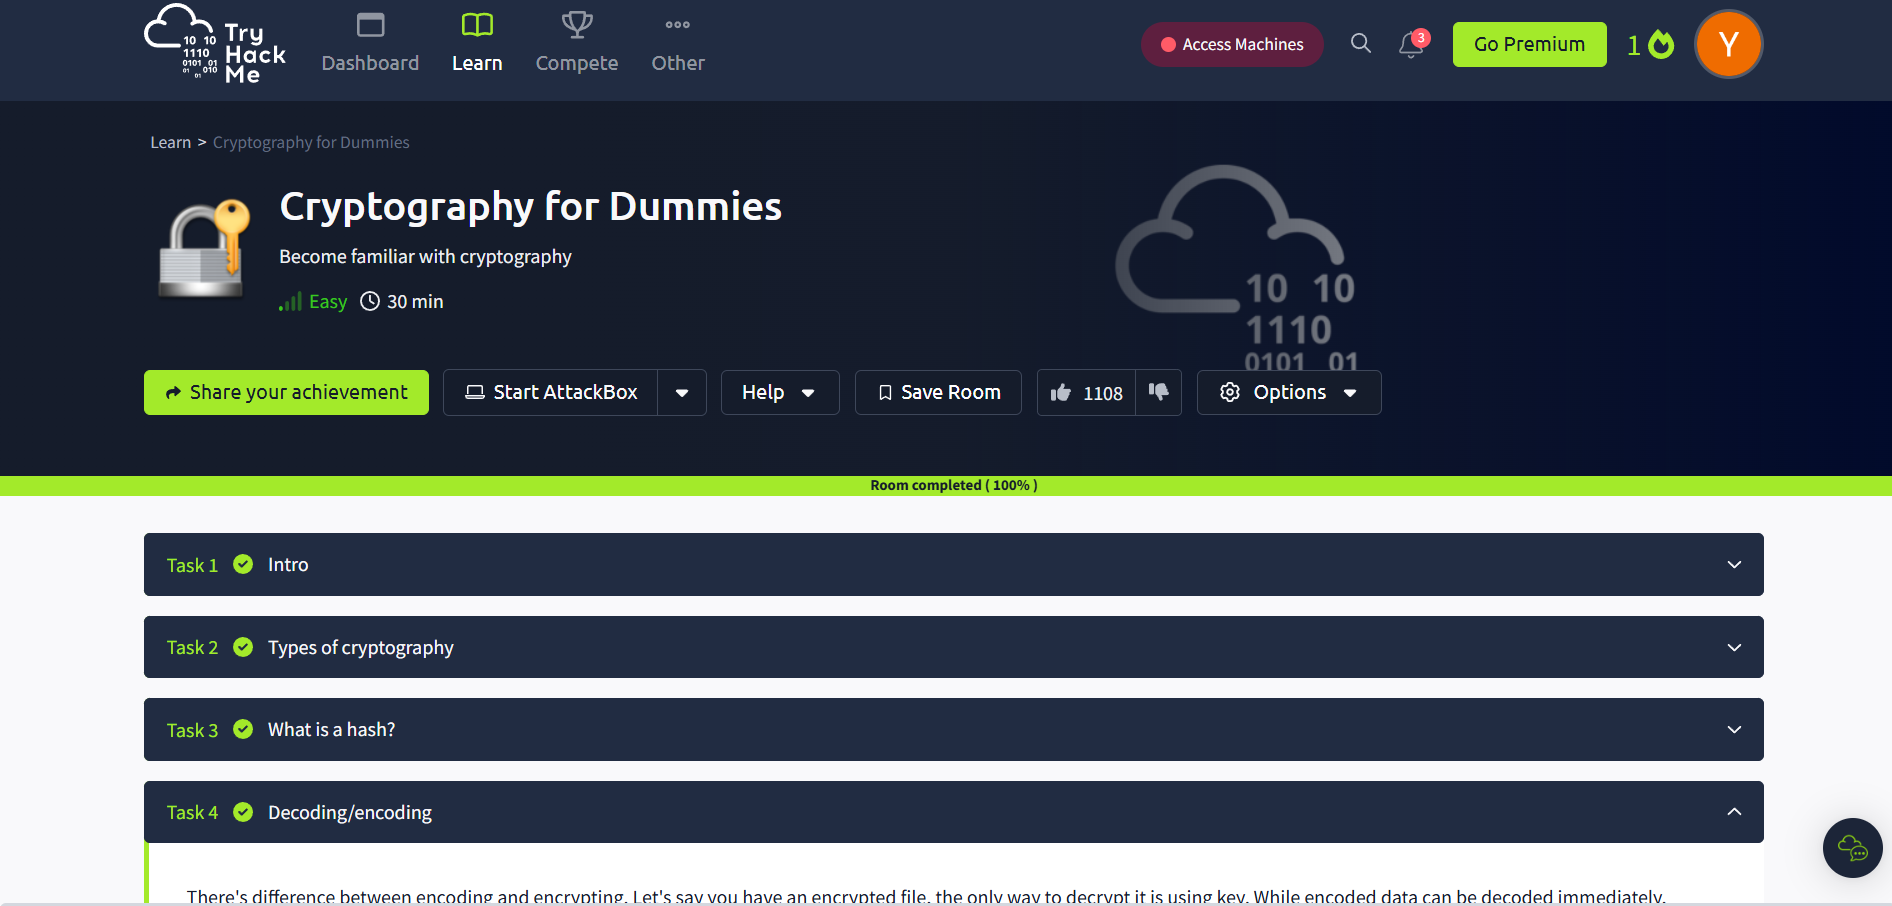 Try
Hack
Me
10 10
1110
0101 01
01 010
01
Dashboard
Learn
Compete
Other
Access Machines
3
Go Premium
1
Y
Learn > Cryptography for Dummies
Cryptography for Dummies
Become familiar with cryptography
Easy 30 min
10 10
1110
0101 01
Share your achievement
Start AttackBox
Help
Save Room
1108
Options
Room completed ( 100% )
Task 1 Intro
Task 2 Types of cryptography
Task 3 What is a hash?
Task 4 Decoding/encoding
There's difference between encoding and encrypting. Let's say you have an encrypted file, the only way to decrypt it is using key. While encoded data can be decoded immediately.